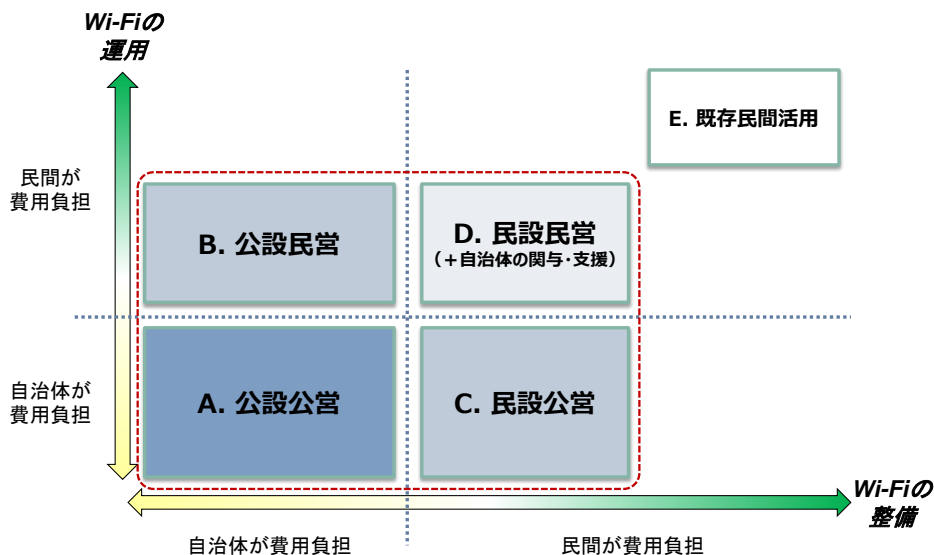 Wi-Fiの
運用
E. 既存民間活用
民間が
費用負担
B. 公設民営
D. 民設民営
（＋自治体の関与・支援）
自治体が
費用負担
A. 公設公営
C. 民設公営
Wi-Fiの
整備
自治体が費用負担
民間が費用負担